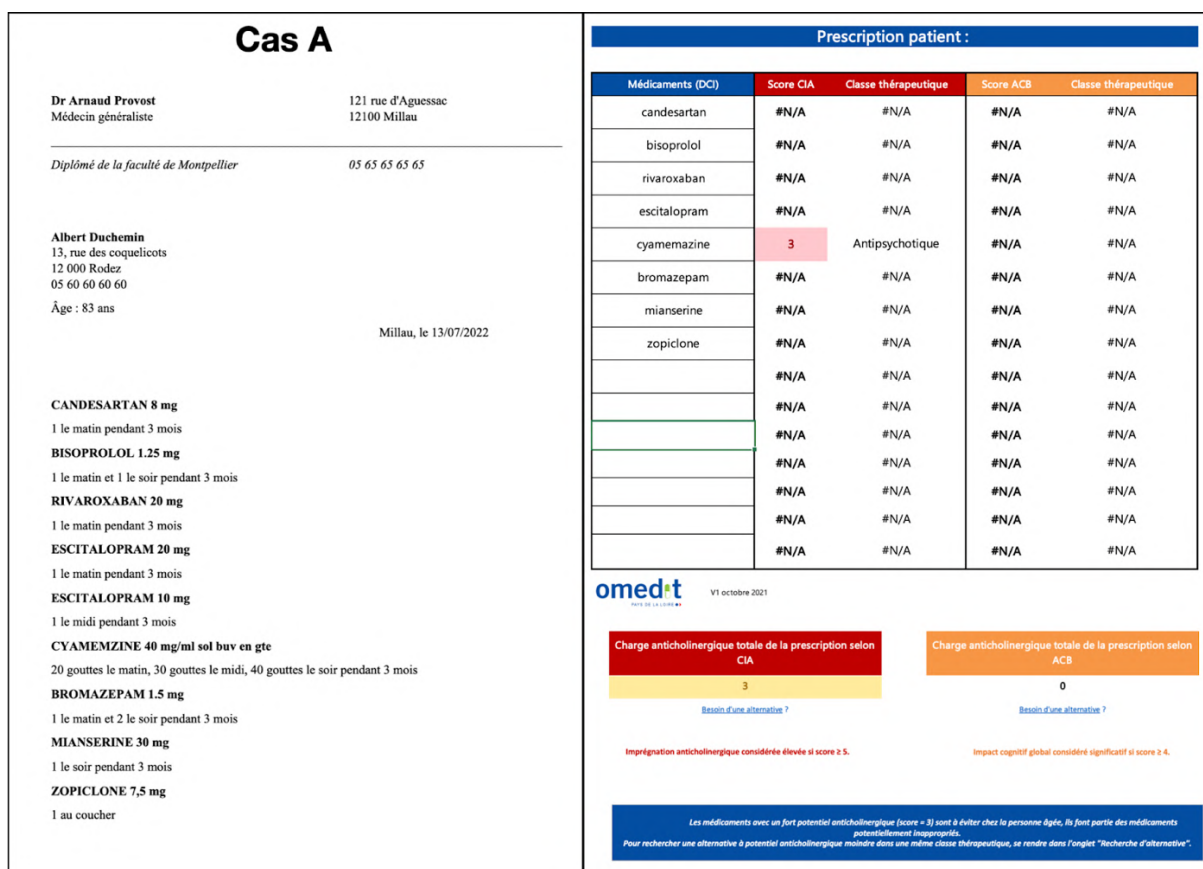 Cas A
Dr Arnaud Provost 121 rue d'Aguessac
Médecin généraliste 12100 Millau
Diplômé de la faculté de Montpellier 05 65 65 65 65
Albert Duchemin
13, rue des coquelicots
12 000 Rodez
05 60 60 60 60
Âge : 83 ans
Millau, le 13/07/2022
CANDESARTAN 8 mg
1 le matin pendant 3 mois
BISOPROLOL 1.25 mg
1 le matin et 1 le soir pendant 3 mois
RIVAROXABAN 20 mg
1 le matin pendant 3 mois
ESCITALOPRAM 20 mg
1 le matin pendant 3 mois
ESCITALOPRAM 10 mg
1 le midi pendant 3 mois
CYAMEMZINE 40 mg/ml sol buv en gte
20 gouttes le matin, 30 gouttes le midi, 40 gouttes le soir pendant 3 mois
BROMAZEPAM 1.5 mg
1 le matin et 2 le soir pendant 3 mois
MIANSERINE 30 mg
1 le soir pendant 3 mois
ZOPICLONE 7,5 mg
1 au coucher
Prescription patient :
Médicaments (DCI) Score CIA Classe thérapeutique Score ACB Classe thérapeutique
candesartan #N/A #N/A #N/A #N/A
bisoprolol #N/A #N/A #N/A #N/A
rivaroxaban #N/A #N/A #N/A #N/A
escitalopram #N/A #N/A #N/A #N/A
cyamemazine 3 Antipsychotique #N/A #N/A
bromazepam #N/A #N/A #N/A #N/A
mianserine #N/A #N/A #N/A #N/A
zopiclone #N/A #N/A #N/A #N/A
#N/A #N/A #N/A #N/A
#N/A #N/A #N/A #N/A
#N/A #N/A #N/A #N/A
#N/A #N/A #N/A #N/A
#N/A #N/A #N/A #N/A
#N/A #N/A #N/A #N/A
#N/A #N/A #N/A #N/A
omedit V1 octobre 2021
PAYS DE LA LOIRE
Charge anticholinergique totale de la prescription selon CIA
3
Besoin d'une alternative ?
Imprégnation anticholinergique considérée élevée si score ≥ 5.
Charge anticholinergique totale de la prescription selon ACB
0
Besoin d'une alternative ?
Impact cognitif global considéré significatif si score ≥ 4.
Les médicaments avec un fort potentiel anticholinergique (score = 3) sont à éviter chez la personne âgée, ils font partie des médicaments
potentiellement inappropriés.
Pour rechercher une alternative à potentiel anticholinergique moindre dans une même classe thérapeutique, se rendre dans l'onglet "Recherche d'alternative".